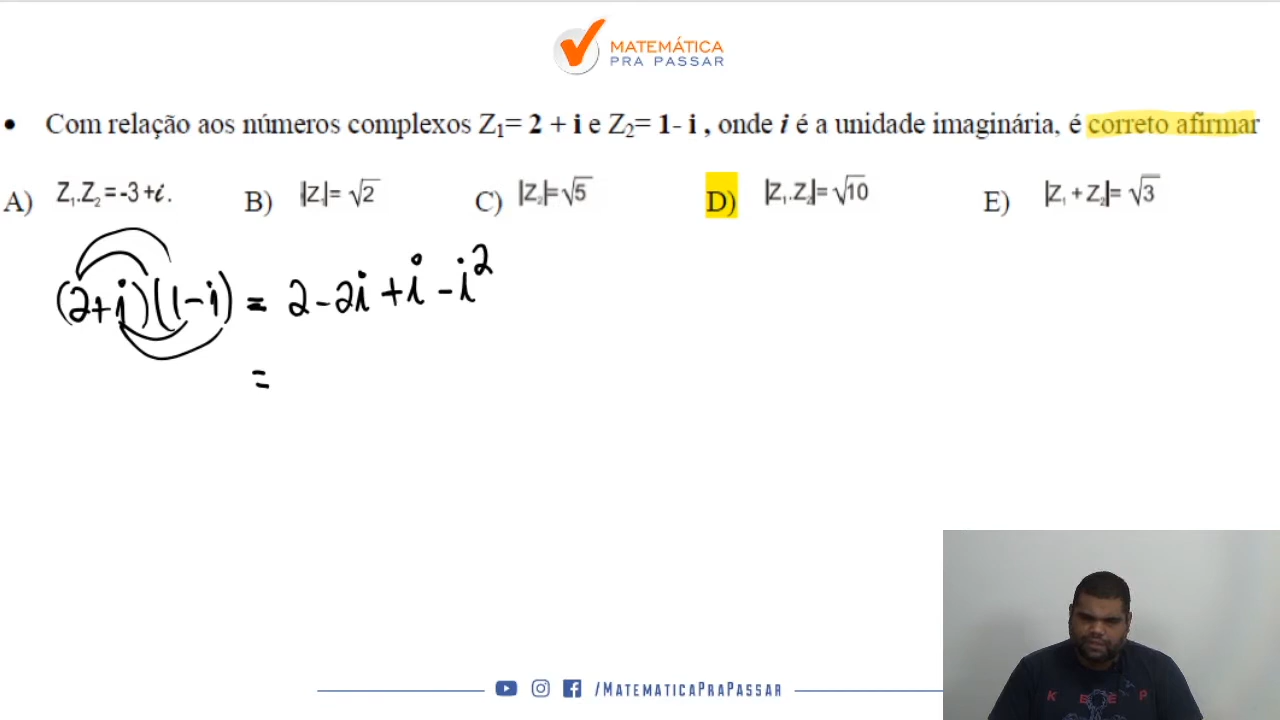 MATEMÁTICA
PRA PASSAR
• Com relação aos números complexos Z₁= 2 + i e Z₂= 1- i , onde i é a unidade imaginária, é correto afirmar
A) Z₁.Z₂ = -3 +i. B) |Z₁|= √2 C) |Z₂|= √5 D) |Z₁.Z₂|= √10 E) |Z₁ + Z₂|= √3
(2+i)(1-i) = 2 - 2i + i - i²
=
/MATEMATICAPRAPASSAR